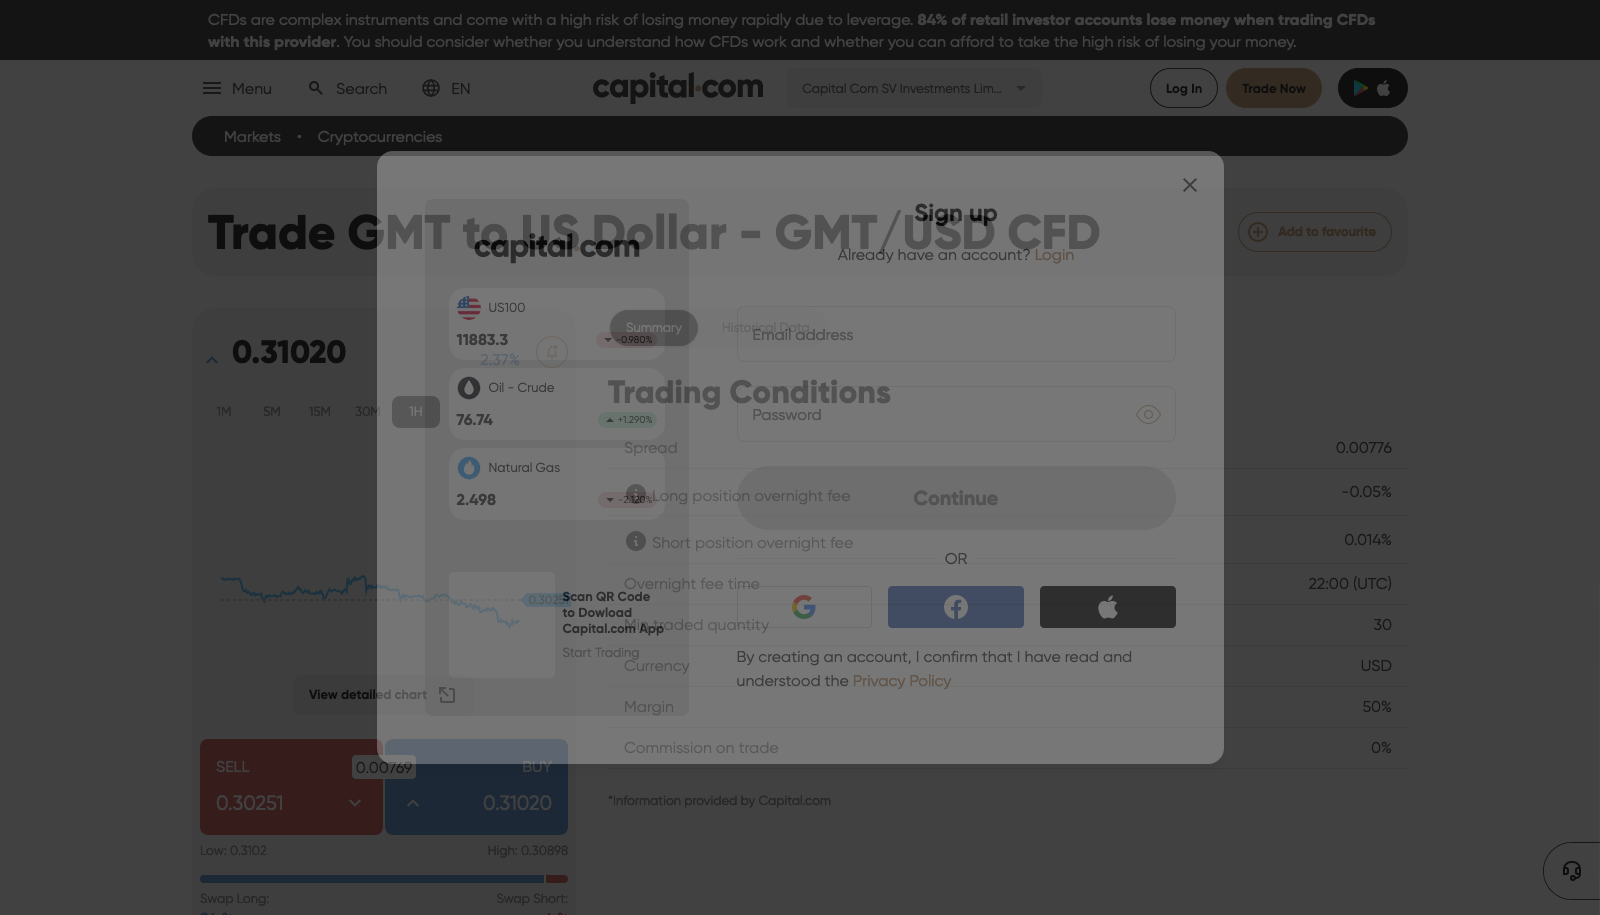 CFDs are complex instruments and come with a high risk of losing money rapidly due to leverage. 84% of retail investor accounts lose money when trading CFDs
with this provider. You should consider whether you understand how CFDs work and whether you can afford to take the high risk of losing your money.
Menu
Search
EN
capital.com
Capital Com SV Investments Lim...
Log In
Trade Now
Markets • Cryptocurrencies
Trade GMT to US Dollar - GMT/USD CFD
Add to favourite
0.31020
2.37%
1M 5M 15M 30M 1H
0.30251
View detailed chart
SELL
0.30251
0.00769
BUY
0.31020
Low: 0.3102
High: 0.30898
Swap Long:
Swap Short:
Summary
Historical Data
Trading Conditions
Spread 0.00776
Long position overnight fee -0.05%
Short position overnight fee 0.014%
Overnight fee time 22:00 (UTC)
Min traded quantity 30
Currency USD
Margin 50%
Commission on trade 0%
*Information provided by Capital.com
capital.com
US100
11883.3
-0.980%
Oil - Crude
76.74
+1.290%
Natural Gas
2.498
Scan QR Code
to Dowload
Capital.com App
Start Trading
Sign up
Already have an account? Login
Email address
Password
Continue
OR
By creating an account, I confirm that I have read and
understood the Privacy Policy